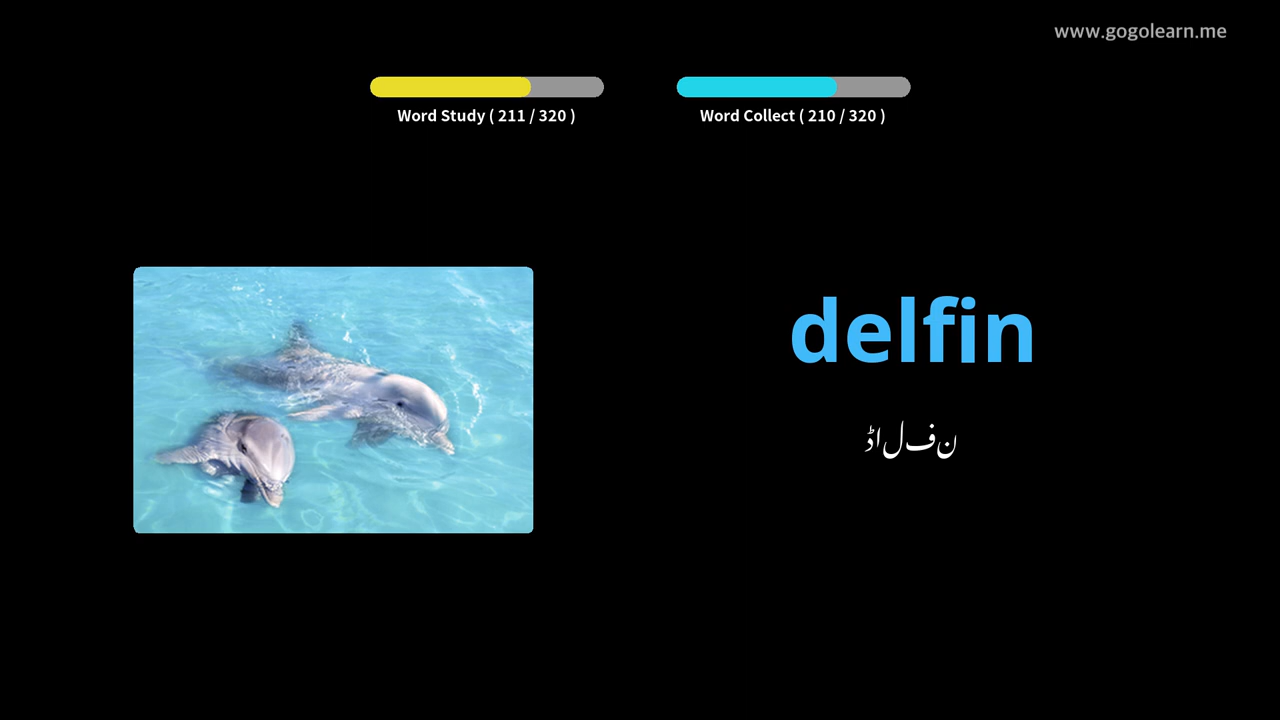 www.gogolearn.me
Word Study ( 211 / 320 )
Word Collect ( 210 / 320 )
delfin
ڈالفن